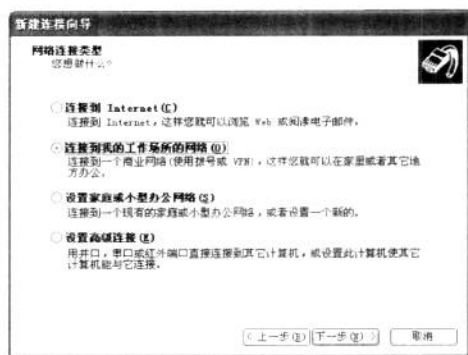 新建连接向导
网络连接类型
您想做什么?
连接到 Internet(C)
连接到 Internet，这样您就可以浏览 Web 或阅读电子邮件。
连接到我的工作场所的网络(O)
连接到一个商业网络(使用拨号或 VPN)，这样您就可以在家里或者其它地
方办公。
设置家庭或小型办公网络(S)
连接到一个现有的家庭或小型办公网络，或者设置一个新的。
设置高级连接(E)
用并口，串口或红外端口直接连接到其它计算机，或设置此计算机使其它
计算机能与它连接。
< 上一步(B) 下一步(N) > 取消